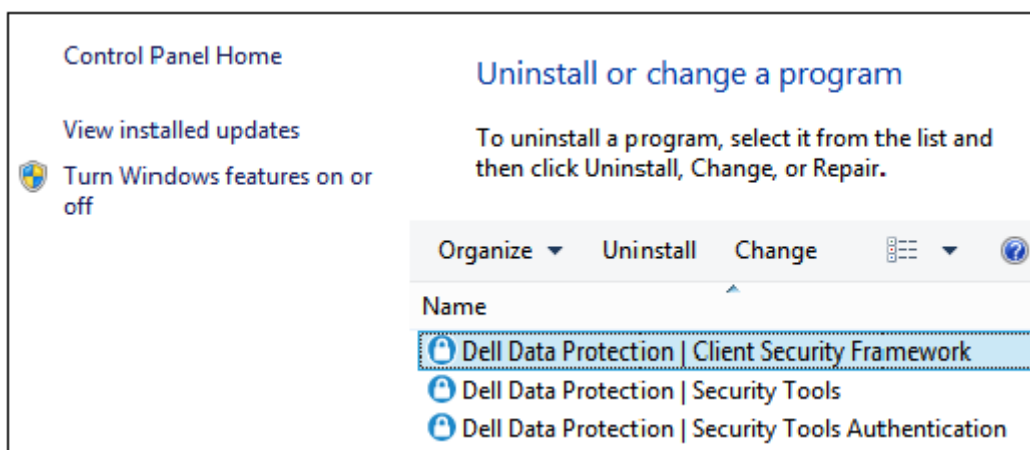 Control Panel Home
View installed updates
Turn Windows features on or
off
Uninstall or change a program
To uninstall a program, select it from the list and
then click Uninstall, Change, or Repair.
Organize Uninstall Change
Name
Dell Data Protection | Client Security Framework
Dell Data Protection | Security Tools
Dell Data Protection | Security Tools Authentication